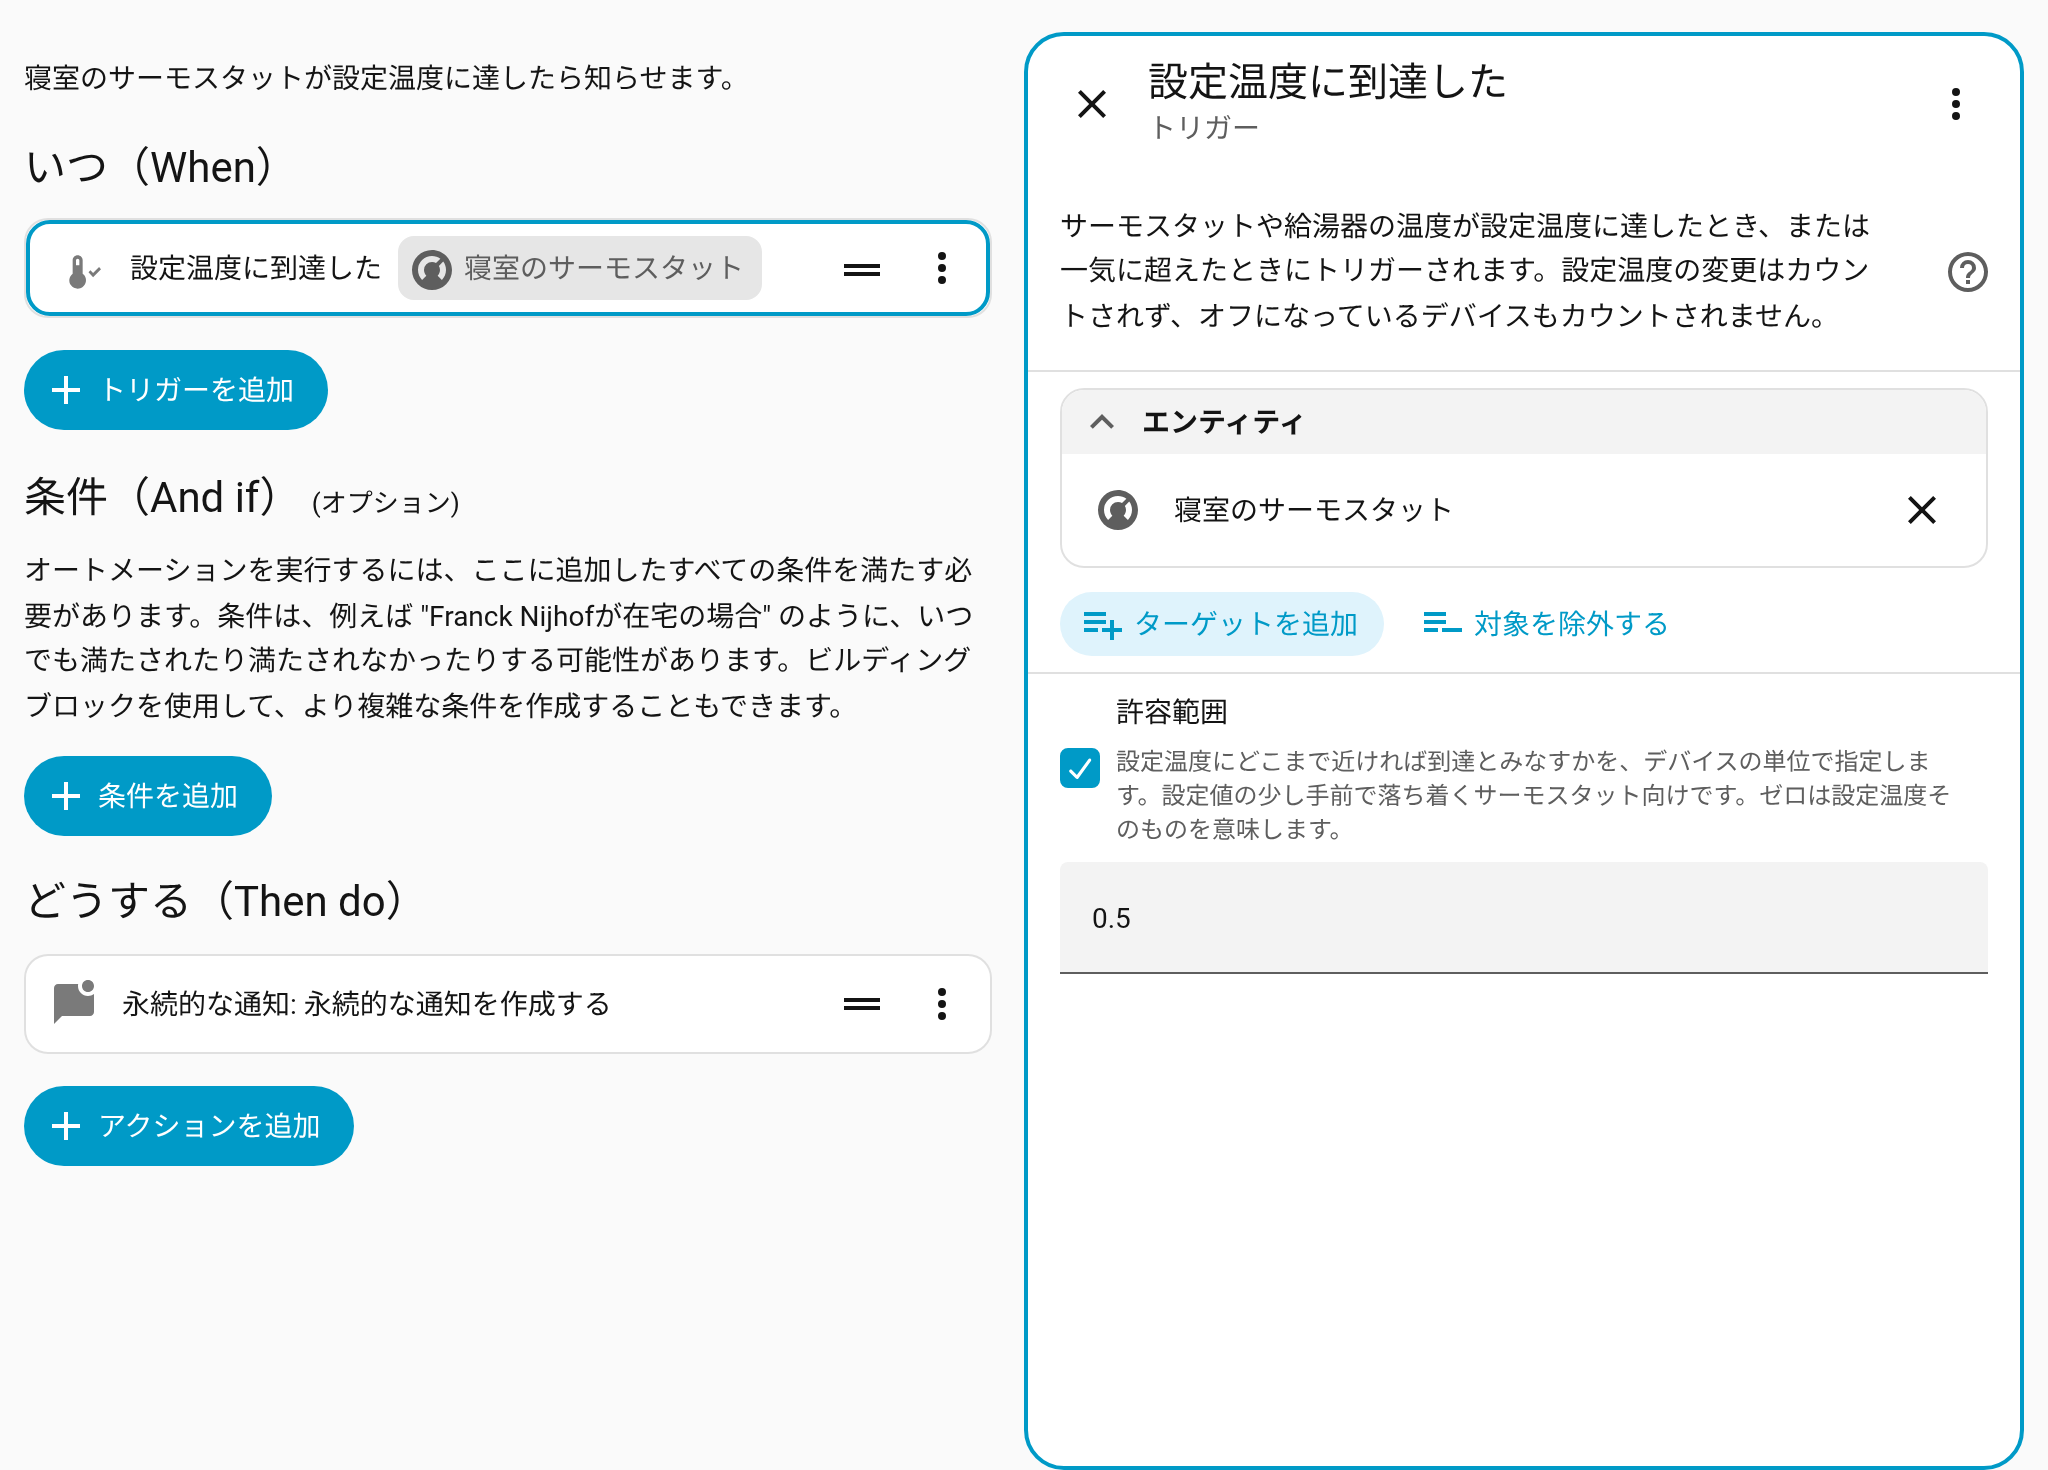 寝室のサーモスタットが設定温度に達したら知らせます。
いつ（When）
設定温度に到達した 寝室のサーモスタット
トリガーを追加
条件（And if） (オプション)
オートメーションを実行するには、ここに追加したすべての条件を満たす必
要があります。条件は、例えば "Franck Nijhofが在宅の場合" のように、いつ
でも満たされたり満たされなかったりする可能性があります。ビルディング
ブロックを使用して、より複雑な条件を作成することもできます。
条件を追加
どうする（Then do）
永続的な通知: 永続的な通知を作成する
アクションを追加
設定温度に到達した
トリガー
サーモスタットや給湯器の温度が設定温度に達したとき、または
一気に超えたときにトリガーされます。設定温度の変更はカウン
トされず、オフになっているデバイスもカウントされません。
エンティティ
寝室のサーモスタット
ターゲットを追加 対象を除外する
許容範囲
設定温度にどこまで近ければ到達とみなすかを、デバイスの単位で指定しま
す。設定値の少し手前で落ち着くサーモスタット向けです。ゼロは設定温度そ
のものを意味します。
0.5